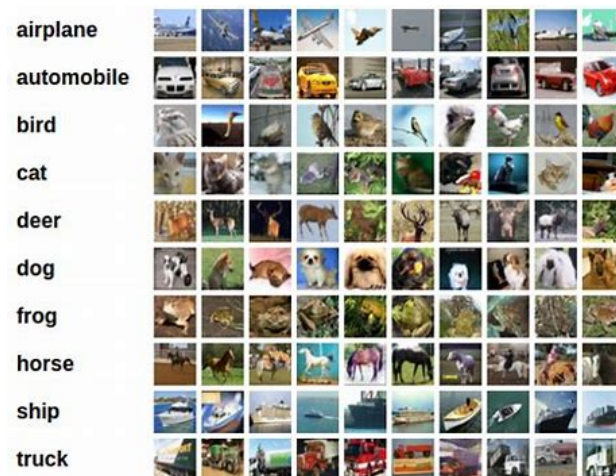 airplane
automobile
bird
cat
deer
dog
frog
horse
ship
truck